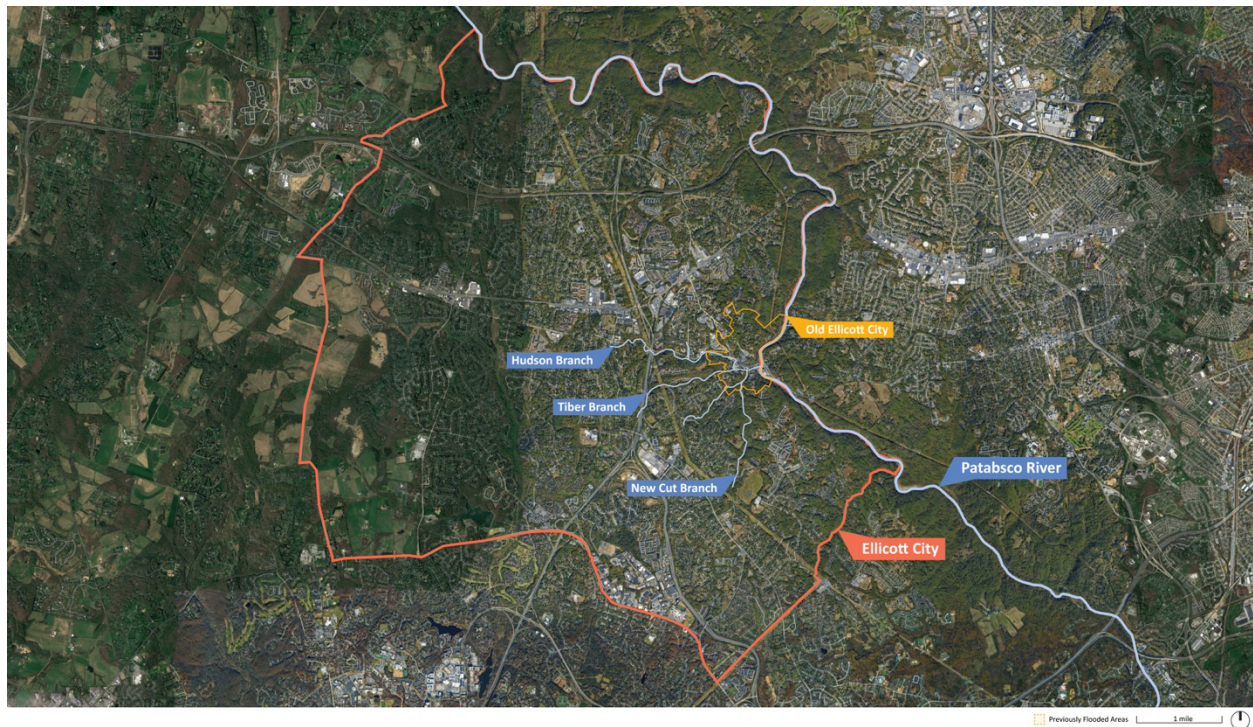 Old Ellicott City
Hudson Branch
Tiber Branch
Patabsco River
New Cut Branch
Ellicott City
Previously Flooded Areas
1 mile